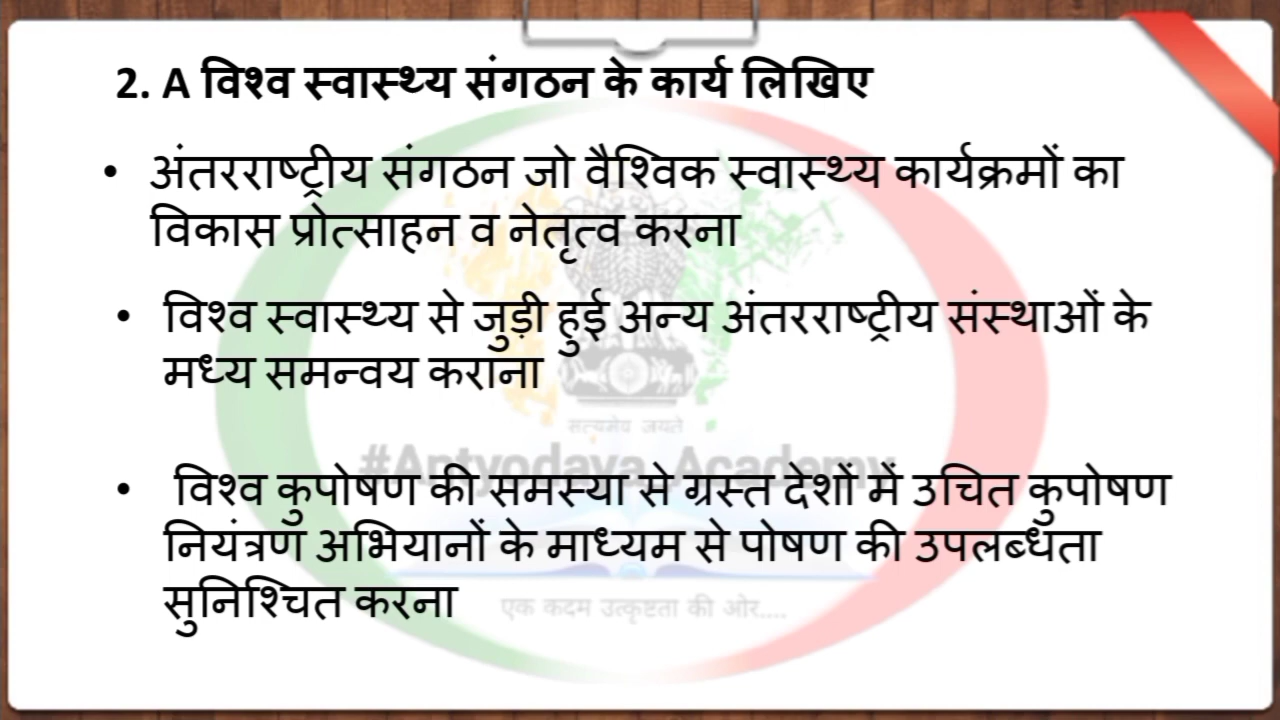 2. A विश्व स्वास्थ्य संगठन के कार्य लिखिए
• अंतरराष्ट्रीय संगठन जो वैश्विक स्वास्थ्य कार्यक्रमों का
विकास प्रोत्साहन व नेतृत्व करना
• विश्व स्वास्थ्य से जुड़ी हुई अन्य अंतरराष्ट्रीय संस्थाओं के
मध्य समन्वय कराना
सत्यमेव जयते
#Antyodaya Academy
• विश्व कुपोषण की समस्या से ग्रस्त देशों में उचित कुपोषण
नियंत्रण अभियानों के माध्यम से पोषण की उपलब्धता
सुनिश्चित करना
एक कदम उत्कृष्टता की ओर....